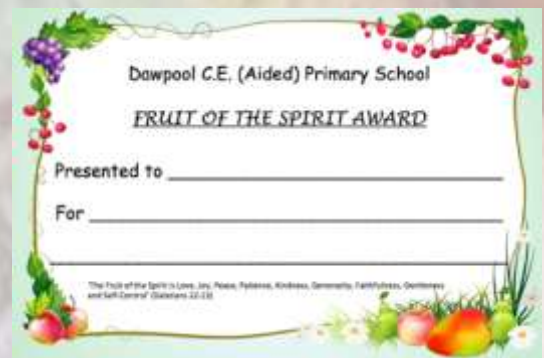 Dawpool C.E. (Aided) Primary School
FRUIT OF THE SPIRIT AWARD
Presented to
For
"The Fruit of the Spirit is Love, Joy, Peace, Patience, Kindness, Generosity, Faithfulness, Gentleness
and Self-Control" (Galatians 22-23)